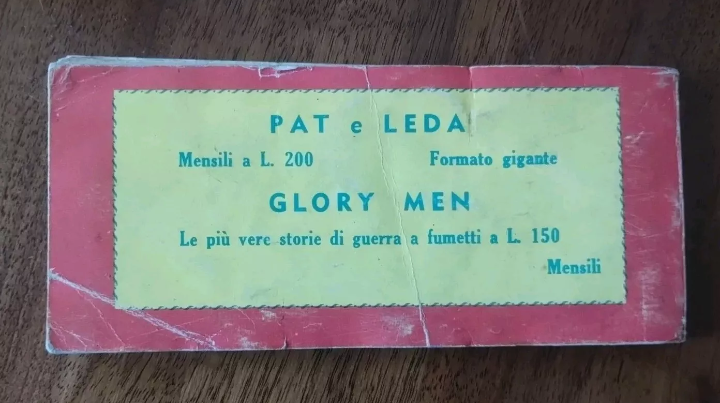 PAT e LEDA
Mensili a L. 200 Formato gigante
GLORY MEN
Le più vere storie di guerra a fumetti a L. 150
Mensili